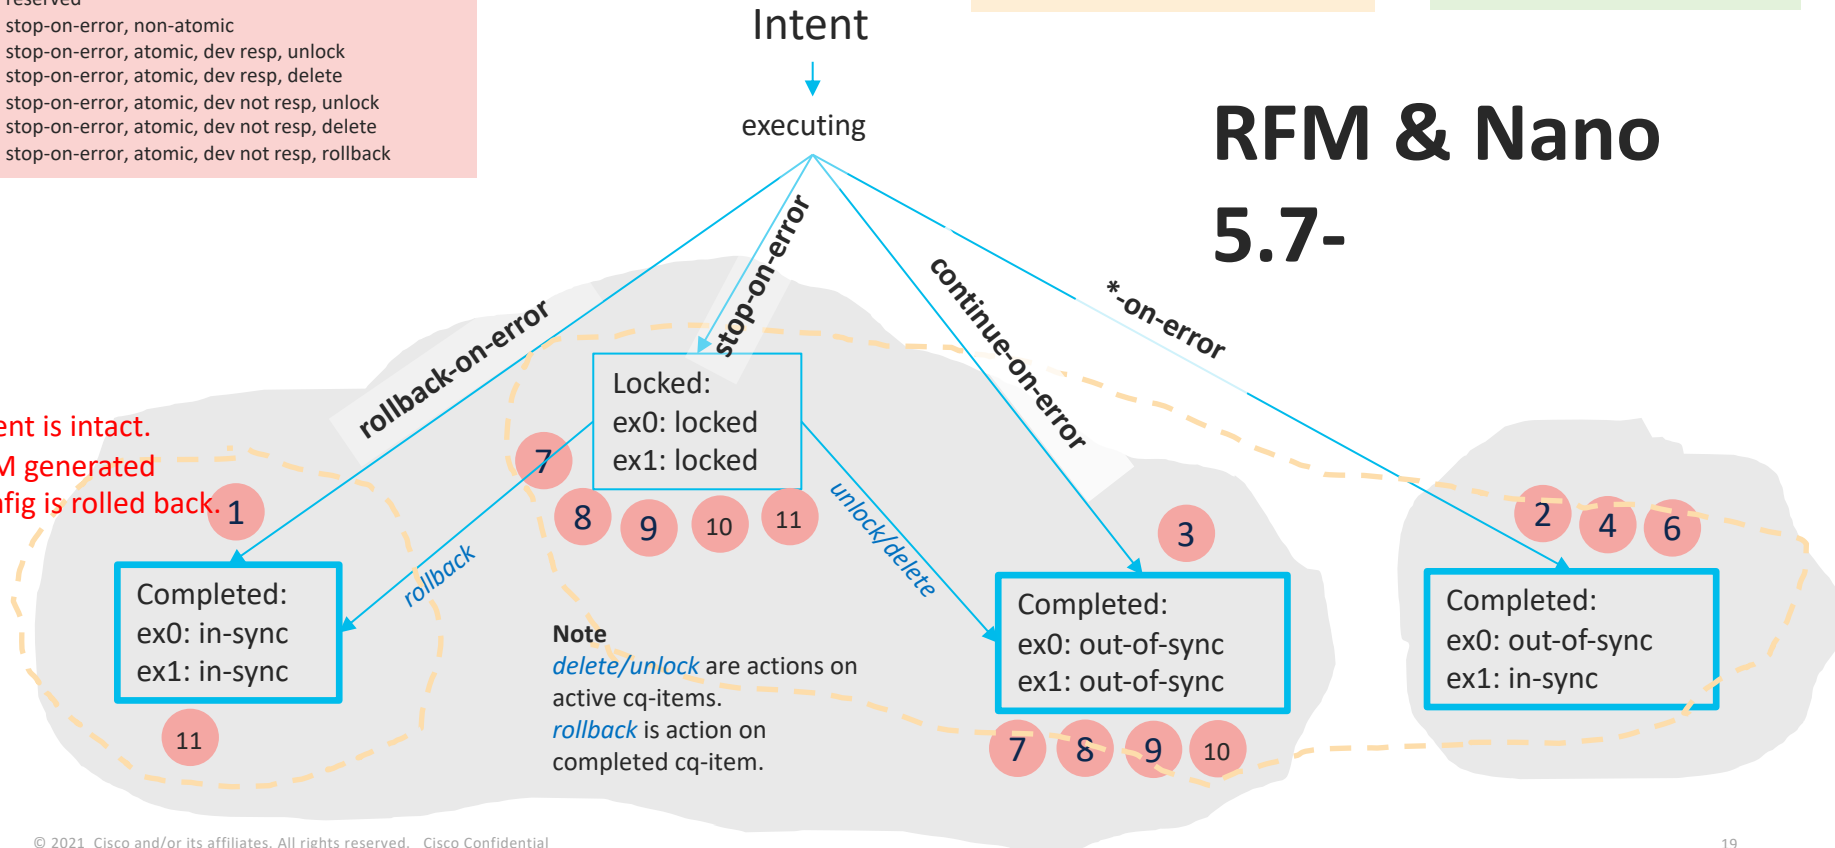 reserved
stop-on-error, non-atomic
stop-on-error, atomic, dev resp, unlock
stop-on-error, atomic, dev resp, delete
stop-on-error, atomic, dev not resp, unlock
stop-on-error, atomic, dev not resp, delete
stop-on-error, atomic, dev not resp, rollback
Intent
executing
RFM & Nano
5.7-
rollback-on-error
stop-on-error
continue-on-error
*-on-error
Locked:
ex0: locked
ex1: locked
ent is intact.
M generated
nfig is rolled back.
1
7
8
9
10
11
3
2
4
6
rollback
unlock/delete
Completed:
ex0: in-sync
ex1: in-sync
11
Note
delete/unlock are actions on
active cq-items.
rollback is action on
completed cq-item.
Completed:
ex0: out-of-sync
ex1: out-of-sync
7
8
9
10
Completed:
ex0: out-of-sync
ex1: in-sync
© 2021 Cisco and/or its affiliates. All rights reserved. Cisco Confidential
19